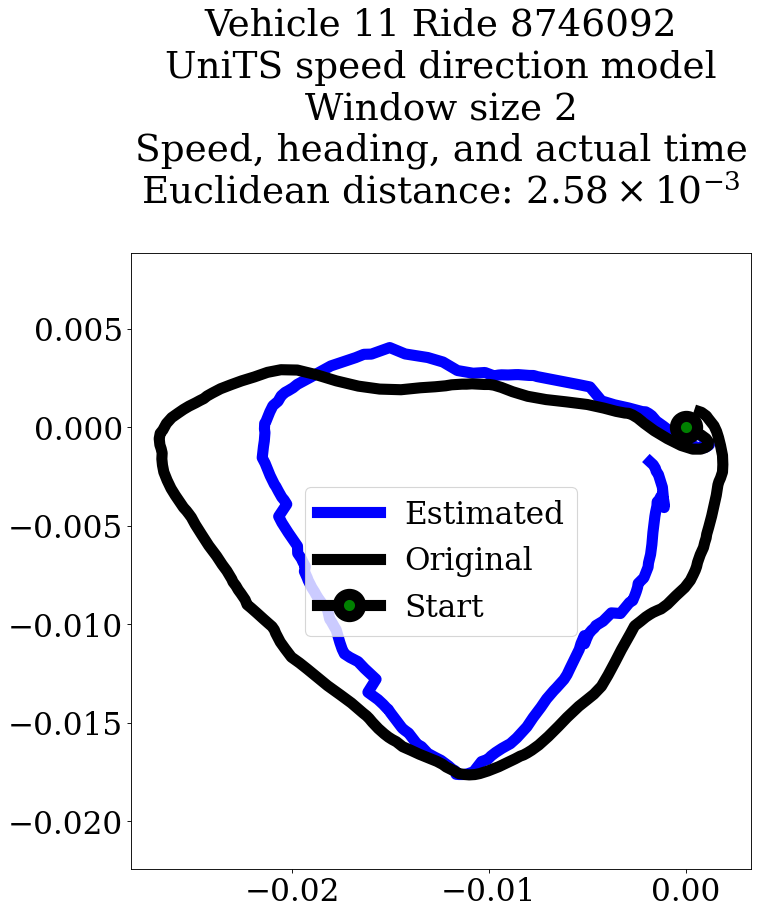 Vehicle 11 Ride 8746092
UniTS speed direction model
Window size 2
Speed, heading, and actual time
Euclidean distance: 2.58 × 10⁻³
0.005
0.000
−0.005
−0.010
−0.015
−0.020
Estimated
Original
Start
−0.02
−0.01
0.00